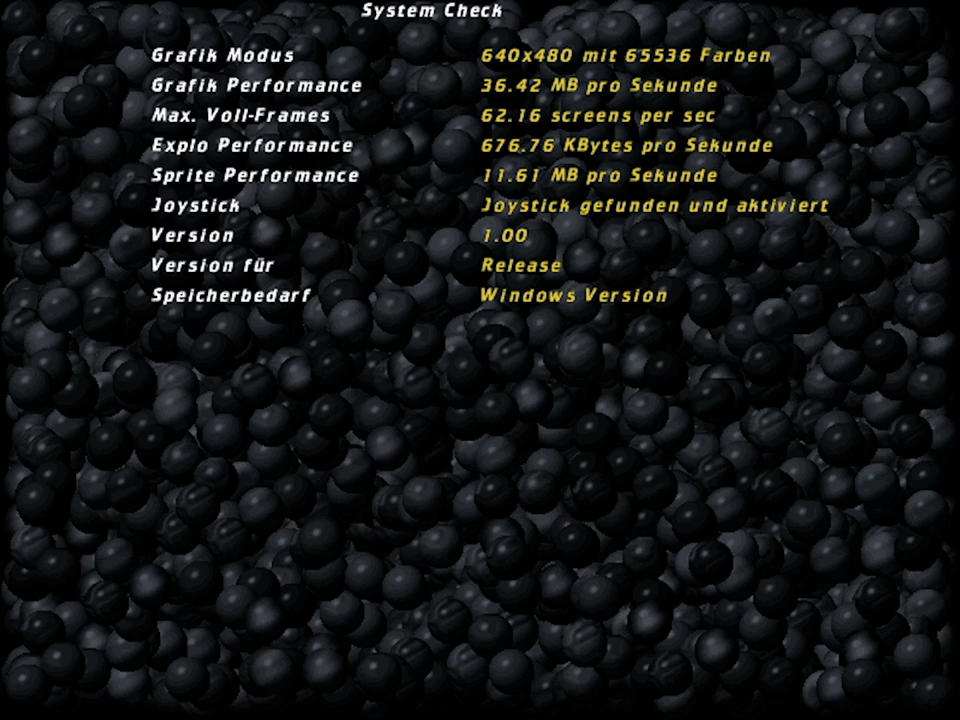 System Check
Grafik Modus 640x480 mit 65536 Farben
Grafik Performance 36.42 MB pro Sekunde
Max. Voll-Frames 62.16 screens per sec
Explo Performance 676.76 KBytes pro Sekunde
Sprite Performance 11.61 MB pro Sekunde
Joystick Joystick gefunden und aktiviert
Version 1.00
Version für Release
Speicherbedarf Windows Version